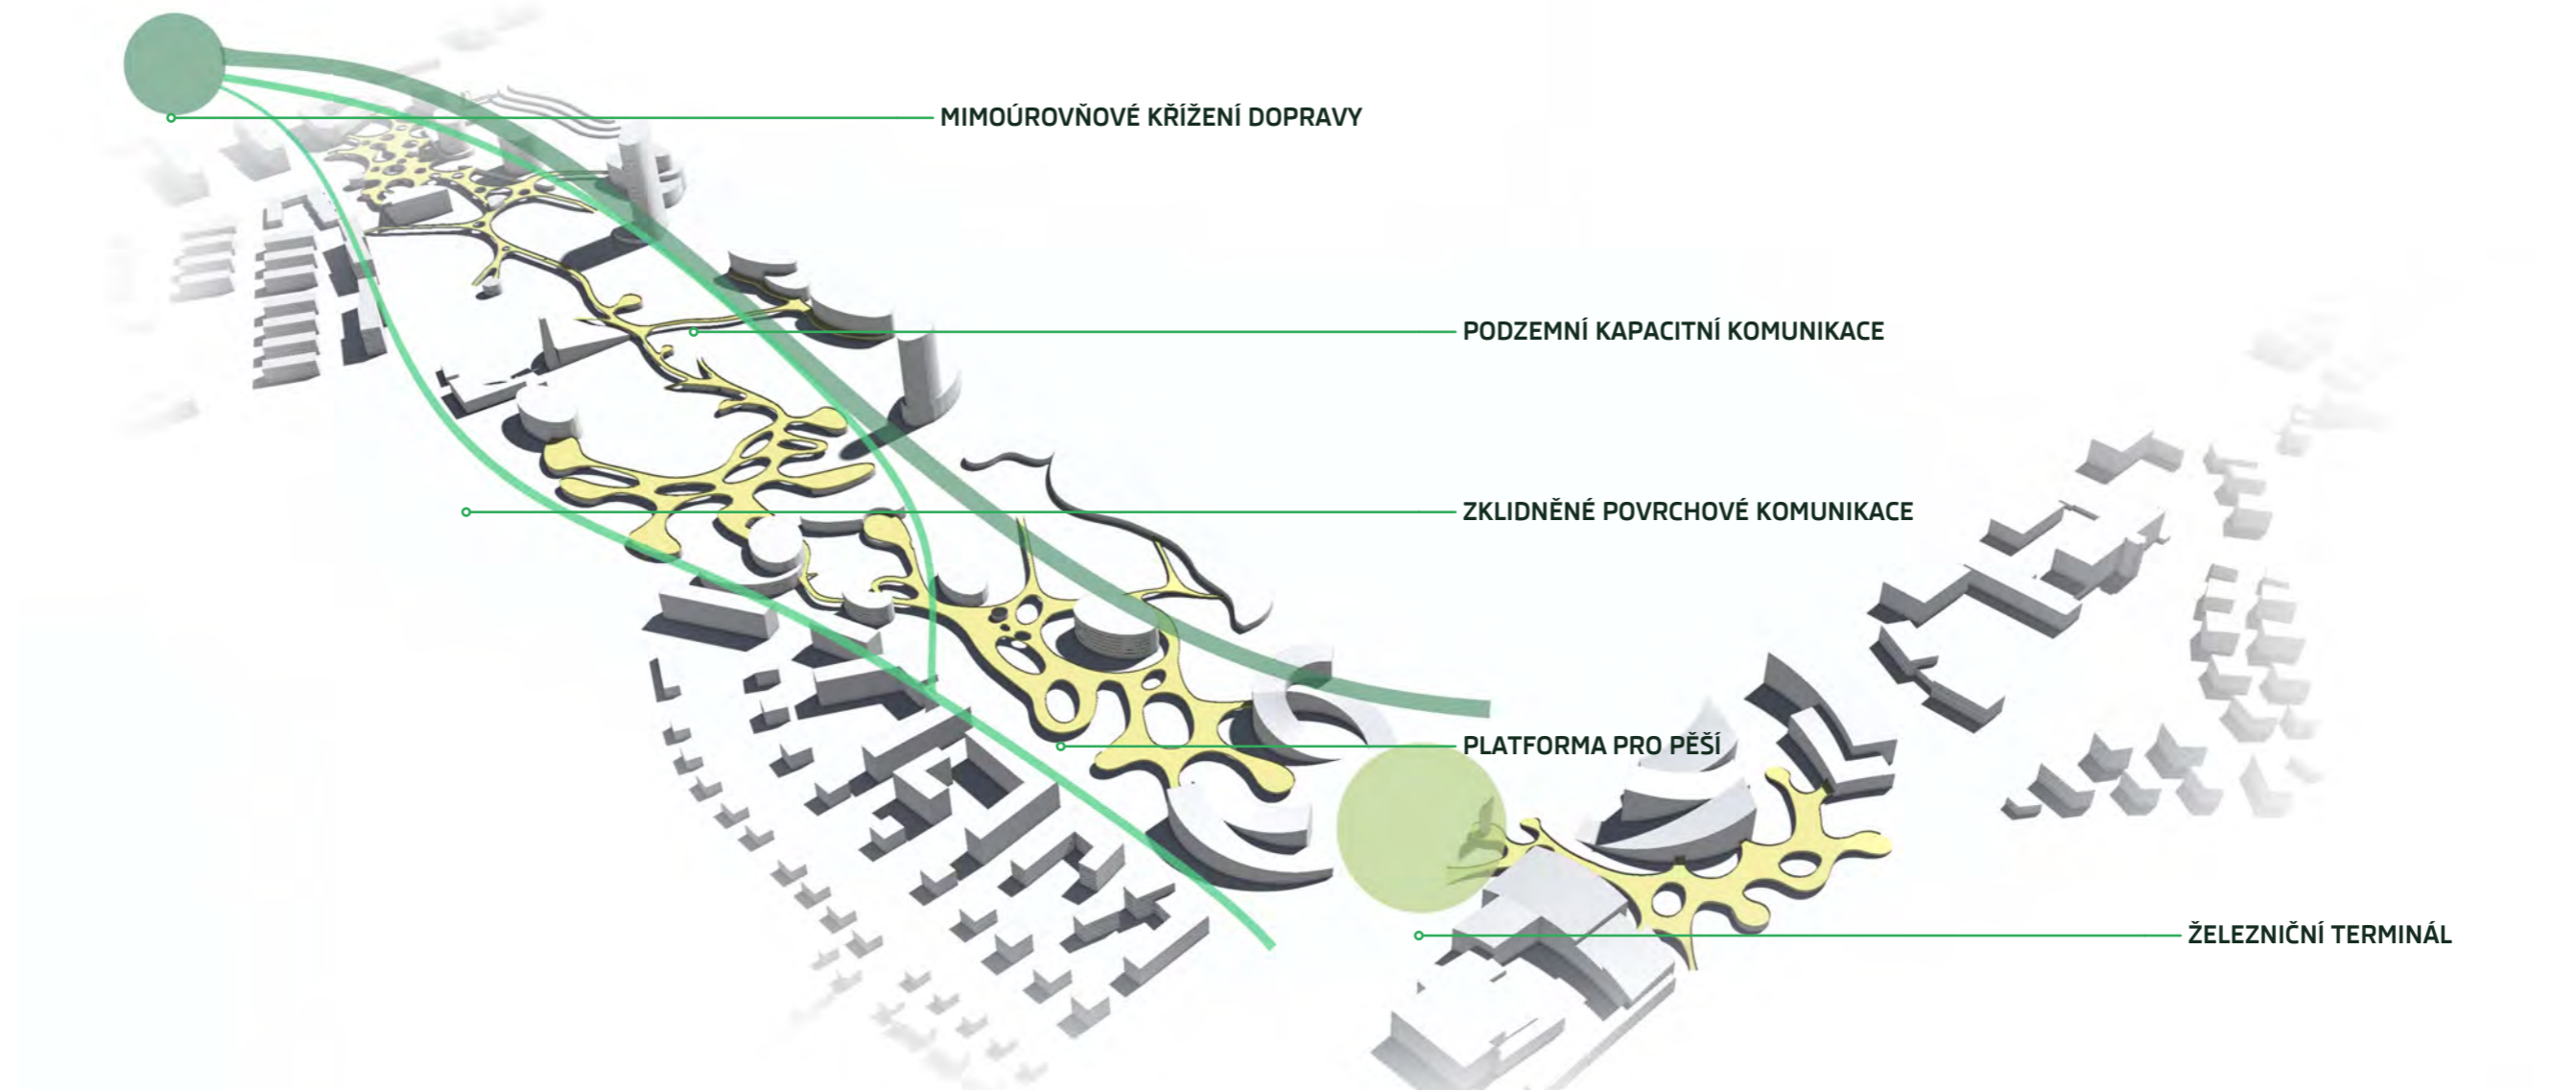 MIMOÚROVŇOVÉ KŘÍŽENÍ DOPRAVY
PODZEMNÍ KAPACITNÍ KOMUNIKACE
ZKLIDNĚNÉ POVRCHOVÉ KOMUNIKACE
PLATFORMA PRO PĚŠÍ
ŽELEZNIČNÍ TERMINÁL